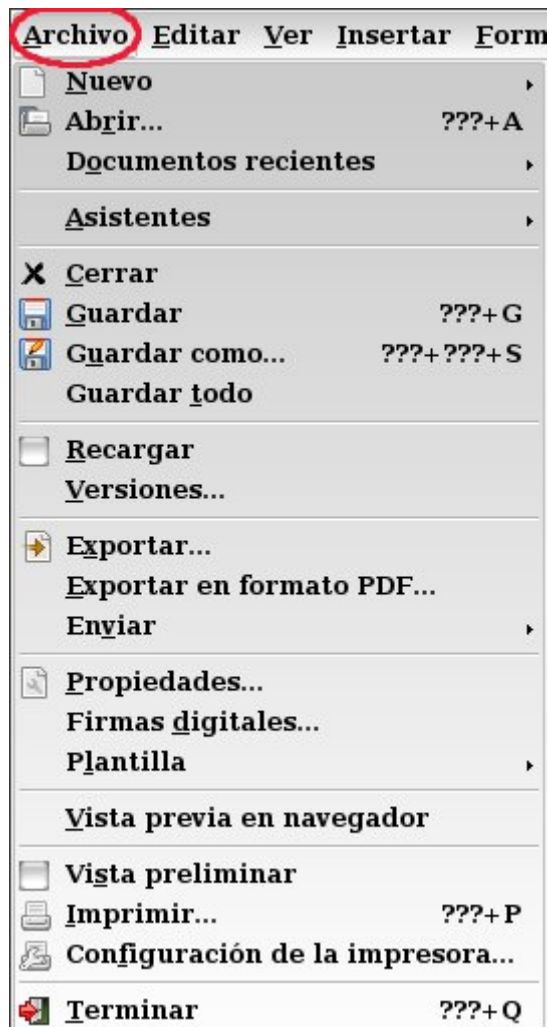 Archivo Editar Ver Insertar Form
Nuevo
Abrir... ???+A
Documentos recientes
Asistentes
Cerrar
Guardar ???+G
Guardar como... ???+???+S
Guardar todo
Recargar
Versiones...
Exportar...
Exportar en formato PDF...
Enviar
Propiedades...
Firmas digitales...
Plantilla
Vista previa en navegador
Vista preliminar
Imprimir... ???+P
Configuración de la impresora...
Terminar ???+Q